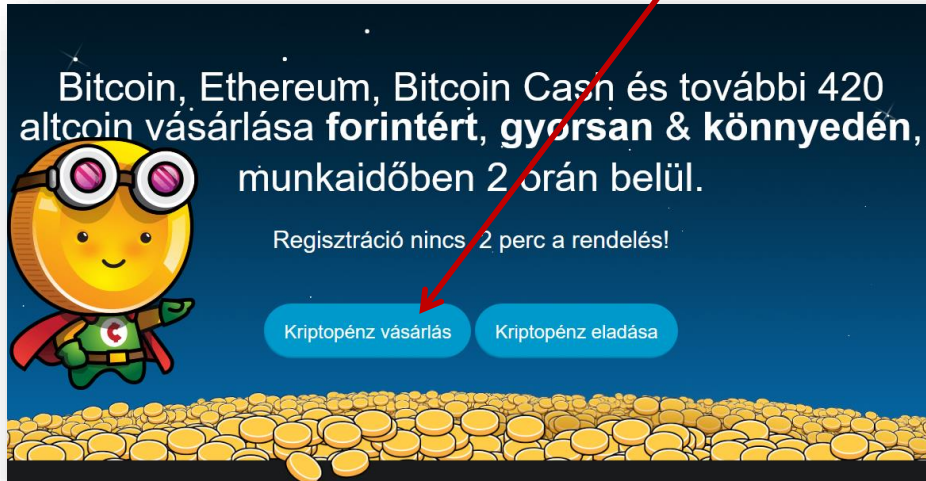 Bitcoin, Ethereum, Bitcoin Cash és további 420
altcoin vásárlása forintért, gyorsan & könnyedén,
munkaidőben 2 órán belül.
Regisztráció nincs, 2 perc a rendelés!
Kriptopénz vásárlás Kriptopénz eladása